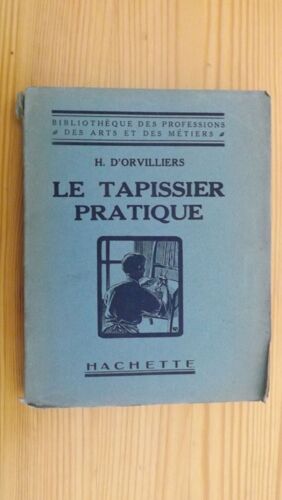 BIBLIOTHÈQUE DES PROFESSIONS
DES ARTS ET DES MÉTIERS
H. D'ORVILLIERS
LE TAPISSIER
PRATIQUE
HACHETTE